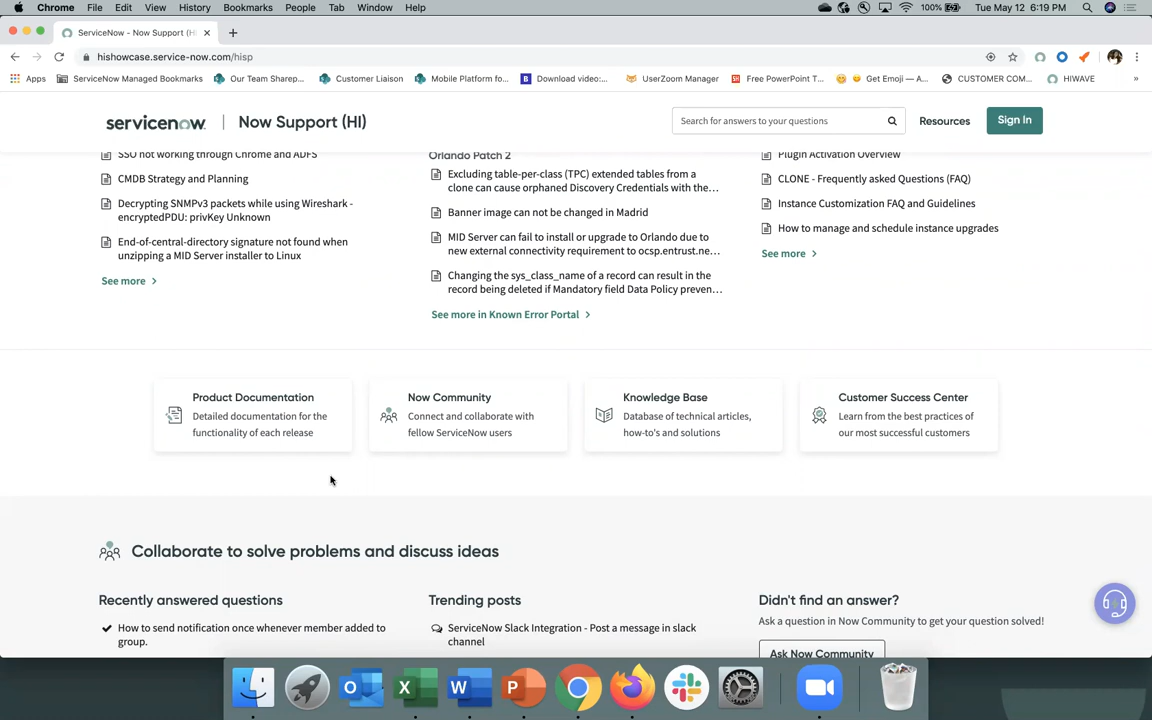 Chrome File Edit View History Bookmarks People Tab Window Help 100% Tue May 12 6:19 PM
ServiceNow - Now Support (HI
hishowcase.service-now.com/hisp
Apps ServiceNow Managed Bookmarks Our Team Sharep... Customer Liaison Mobile Platform fo... Download video:... UserZoom Manager Free PowerPoint T... Get Emoji — A... CUSTOMER COM... HIWAVE »
servicenow Now Support (HI) Search for answers to your questions Resources Sign In
SSO not working through Chrome and ADFS
CMDB Strategy and Planning
Decrypting SNMPv3 packets while using Wireshark -
encryptedPDU: privKey Unknown
End-of-central-directory signature not found when
unzipping a MID Server installer to Linux
See more
Orlando Patch 2
Excluding table-per-class (TPC) extended tables from a
clone can cause orphaned Discovery Credentials with the...
Banner image can not be changed in Madrid
MID Server can fail to install or upgrade to Orlando due to
new external connectivity requirement to ocsp.entrust.ne...
Changing the sys_class_name of a record can result in the
record being deleted if Mandatory field Data Policy preven...
See more in Known Error Portal
Plugin Activation Overview
CLONE - Frequently asked Questions (FAQ)
Instance Customization FAQ and Guidelines
How to manage and schedule instance upgrades
See more
Product Documentation
Detailed documentation for the
functionality of each release
Now Community
Connect and collaborate with
fellow ServiceNow users
Knowledge Base
Database of technical articles,
how-to's and solutions
Customer Success Center
Learn from the best practices of
our most successful customers
Collaborate to solve problems and discuss ideas
Recently answered questions
How to send notification once whenever member added to
group.
Trending posts
ServiceNow Slack Integration - Post a message in slack
channel
Didn't find an answer?
Ask a question in Now Community to get your question solved!
Ask Now Community